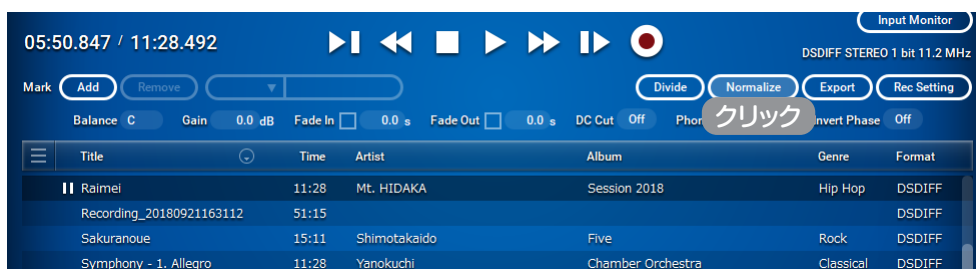 Input Monitor
05:50.847 / 11:28.492
DSDIFF STEREO 1 bit 11.2 MHz
Mark Add Remove Divide Normalize Export Rec Setting
クリック
Balance C Gain 0.0 dB Fade In 0.0 s Fade Out 0.0 s DC Cut Off Invert Phase Off
Title Time Artist Album Genre Format
Raimei 11:28 Mt. HIDAKA Session 2018 Hip Hop DSDIFF
Recording_20180921163112 51:15 DSDIFF
Sakuranoue 15:11 Shimotakaido Five Rock DSDIFF
Symphony - 1. Allegro 11:28 Yanokuchi Chamber Orchestra Classical DSDIFF